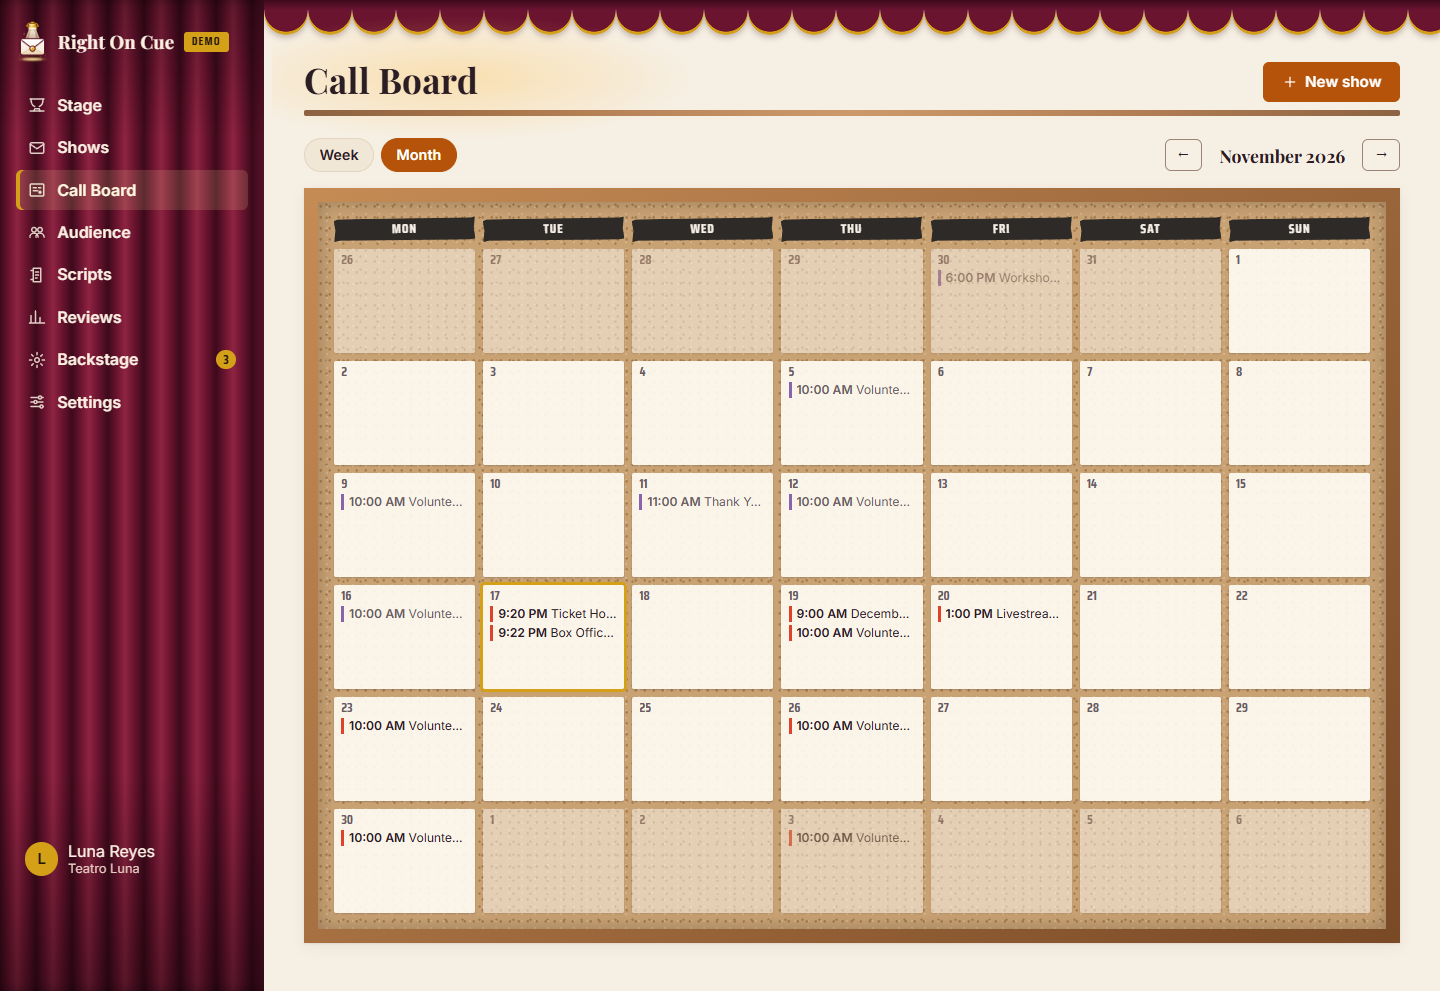 Right On Cue DEMO
Stage
Shows
Call Board
Audience
Scripts
Reviews
Backstage 3
Settings
L Luna Reyes
Teatro Luna
Call Board
+ New show
Week Month
← November 2026 →
MON TUE WED THU FRI SAT SUN
26 27 28 29 30 31 1
6:00 PM Worksho...
2 3 4 5 6 7 8
10:00 AM Volunte...
9 10 11 12 13 14 15
10:00 AM Volunte... 11:00 AM Thank Y... 10:00 AM Volunte...
16 17 18 19 20 21 22
10:00 AM Volunte... 9:20 PM Ticket Ho... 9:00 AM Decemb... 1:00 PM Livestrea...
9:22 PM Box Offic... 10:00 AM Volunte...
23 24 25 26 27 28 29
10:00 AM Volunte... 10:00 AM Volunte...
30 1 2 3 4 5 6
10:00 AM Volunte... 10:00 AM Volunte...